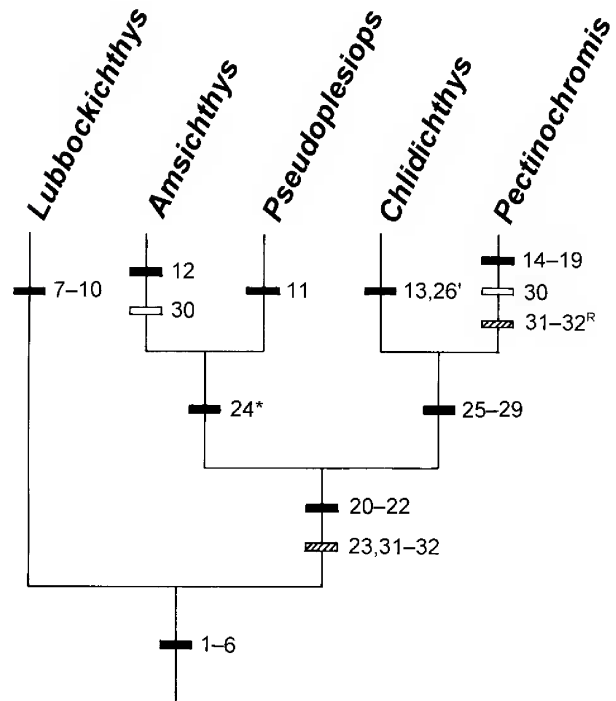 Lubbockichthys
Amsichthys
Pseudoplesiops
Chlidichthys
Pectinochromis
12
14–19
7–10
30
11
13,26'
30
31–32ᴿ
24*
25–29
20–22
23,31–32
1–6